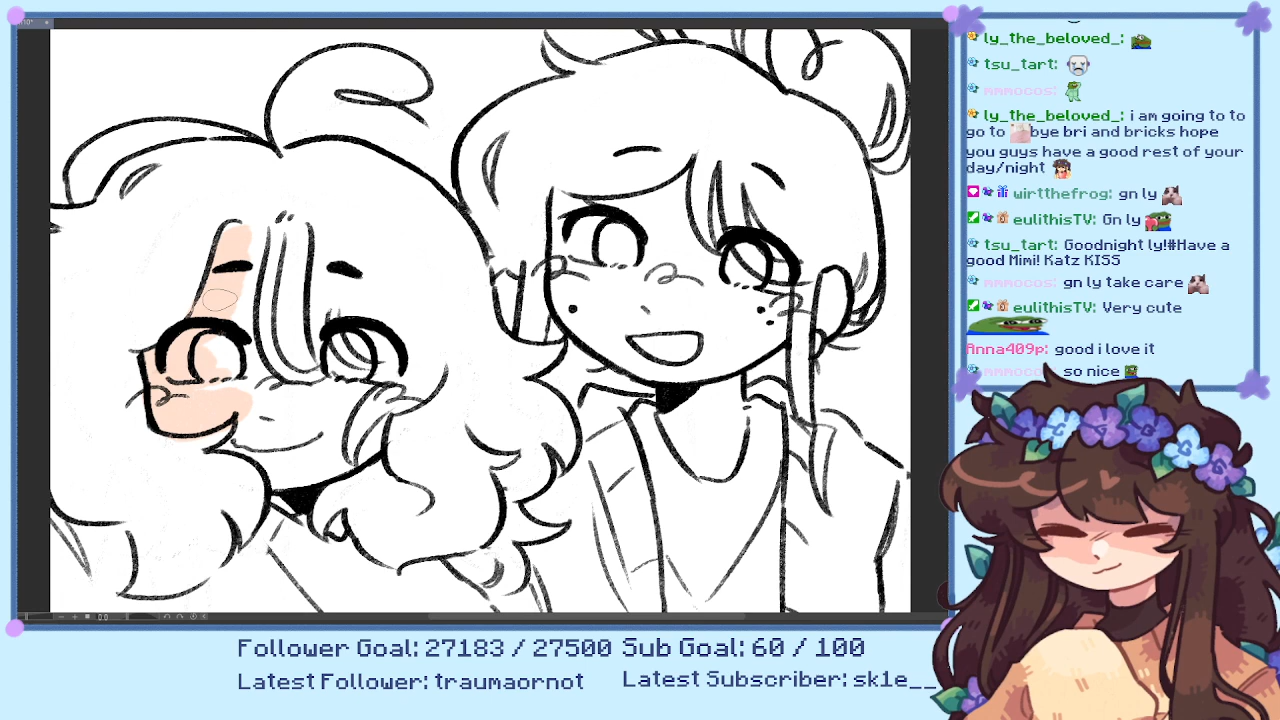 ly_the_beloved_:
tsu_tart:
mmmocos:
ly_the_beloved_: i am going to to
go to bye bri and bricks hope
you guys have a good rest of your
day/night
wirtthefrog: gn ly
eulithisTV: Gn ly
tsu_tart: Goodnight ly!#Have a
good Mimi! Katz KISS
mmmocos: gn ly take care
eulithisTV: Very cute
Anna409p: good i love it
mmmocos: so nice
Follower Goal: 27183 / 27500 Sub Goal: 60 / 100
Latest Follower: traumaornot Latest Subscriber: sk1e__